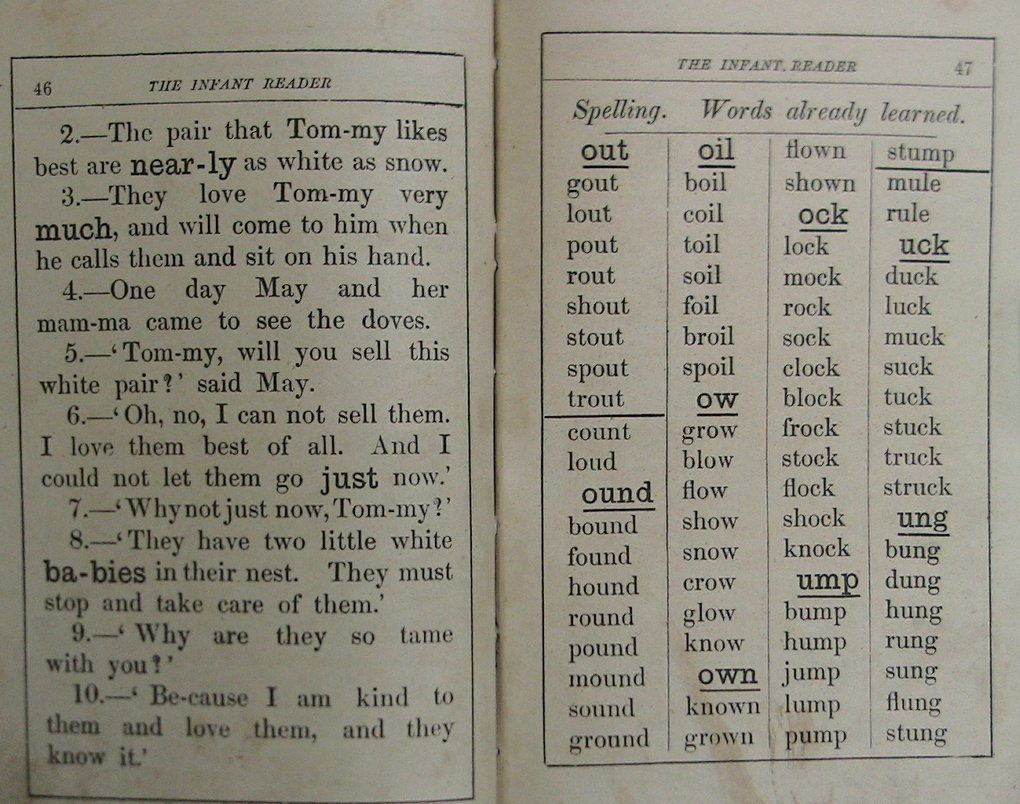 46 THE INFANT READER
2.—The pair that Tom-my likes
best are near-ly as white as snow.
3.—They love Tom-my very
much, and will come to him when
he calls them and sit on his hand.
4.—One day May and her
mam-ma came to see the doves.
5.—‘Tom-my, will you sell this
white pair?’ said May.
6.—‘Oh, no, I can not sell them.
I love them best of all. And I
could not let them go just now.’
7.—‘Why not just now, Tom-my?’
8.—‘They have two little white
ba-bies in their nest. They must
stop and take care of them.’
9.—‘Why are they so tame
with you?’
10.—‘Be-cause I am kind to
them and love them, and they
know it.’
THE INFANT READER 47
Spelling. Words already learned.
out
gout
lout
pout
rout
shout
stout
spout
trout
count
loud
ound
bound
found
hound
round
pound
mound
sound
ground
oil
boil
coil
toil
soil
foil
broil
spoil
ow
grow
blow
flow
show
snow
crow
glow
know
own
known
grown
flown
shown
ock
lock
mock
rock
sock
clock
block
frock
stock
flock
shock
knock
ump
bump
hump
jump
lump
pump
stump
mule
rule
uck
duck
luck
muck
suck
tuck
stuck
truck
struck
ung
bung
dung
hung
rung
sung
flung
stung